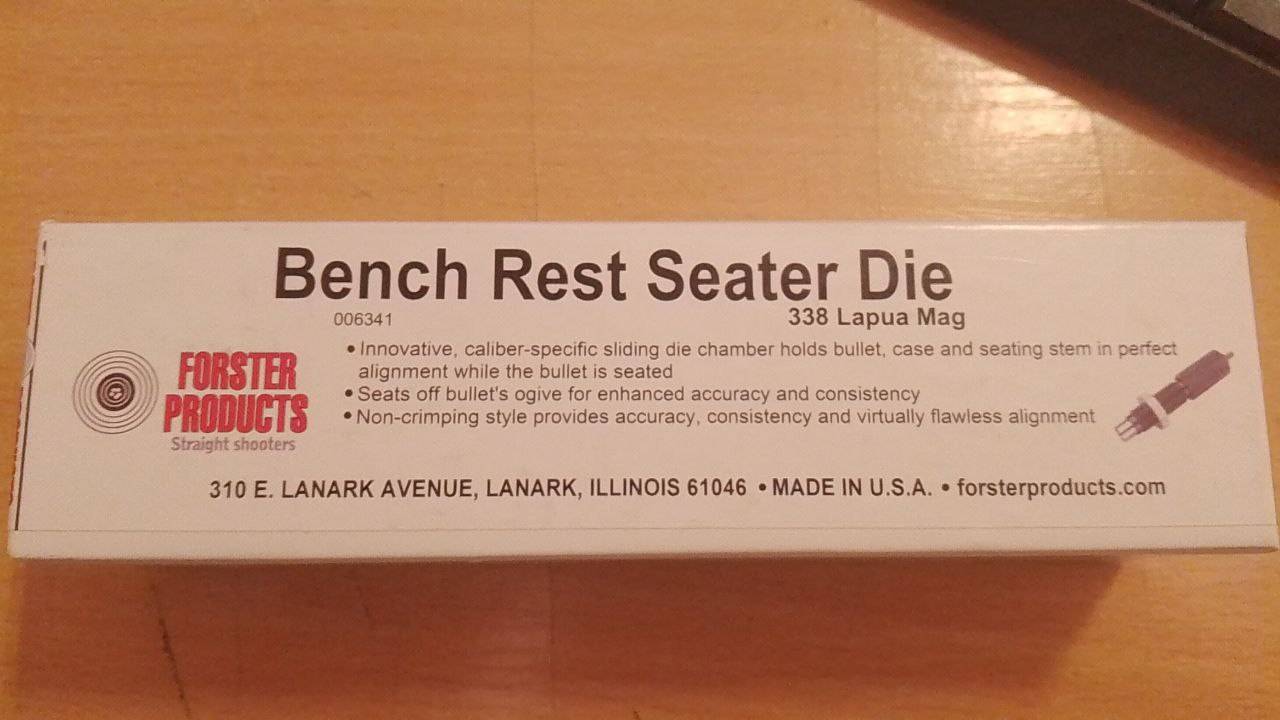 Bench Rest Seater Die
006341
338 Lapua Mag
• Innovative, caliber-specific sliding die chamber holds bullet, case and seating stem in perfect
alignment while the bullet is seated
• Seats off bullet's ogive for enhanced accuracy and consistency
• Non-crimping style provides accuracy, consistency and virtually flawless alignment
FORSTER
PRODUCTS
Straight shooters
310 E. LANARK AVENUE, LANARK, ILLINOIS 61046 • MADE IN U.S.A. • forsterproducts.com